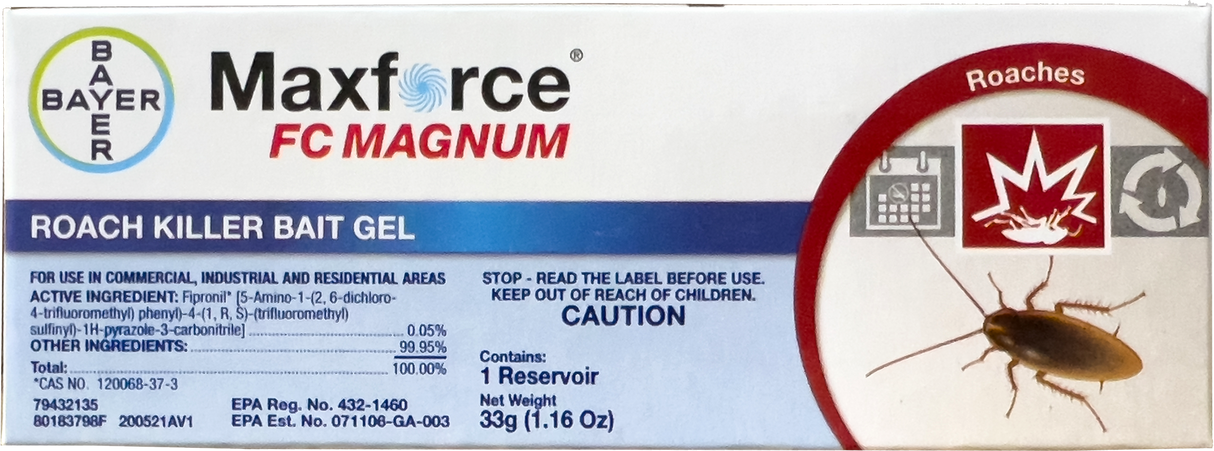 BAYER
BAYER
Maxforce®
FC MAGNUM
Roaches
ROACH KILLER BAIT GEL
FOR USE IN COMMERCIAL, INDUSTRIAL AND RESIDENTIAL AREAS
ACTIVE INGREDIENT: Fipronil* [5-Amino-1-(2, 6-dichloro-
4-trifluoromethyl) phenyl)-4-(1, R, S)-(trifluoromethyl)
sulfinyl)-1H-pyrazole-3-carbonitrile] ........ 0.05%
OTHER INGREDIENTS: ........ 99.95%
Total: ........ 100.00%
*CAS NO. 120068-37-3
79432135
80183798F 200521AV1
EPA Reg. No. 432-1460
EPA Est. No. 071106-GA-003
STOP - READ THE LABEL BEFORE USE.
KEEP OUT OF REACH OF CHILDREN.
CAUTION
Contains:
1 Reservoir
Net Weight
33g (1.16 Oz)